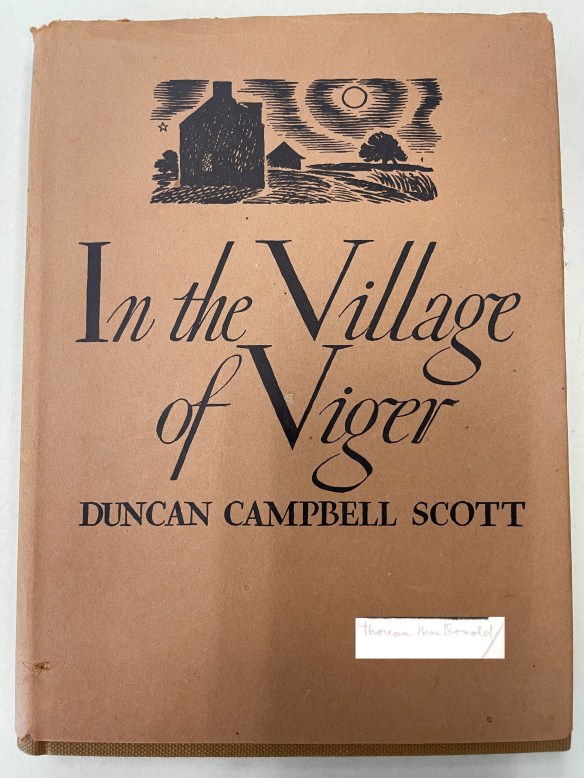 In the Village
of Viger
DUNCAN CAMPBELL SCOTT
Thoreau MacDonald